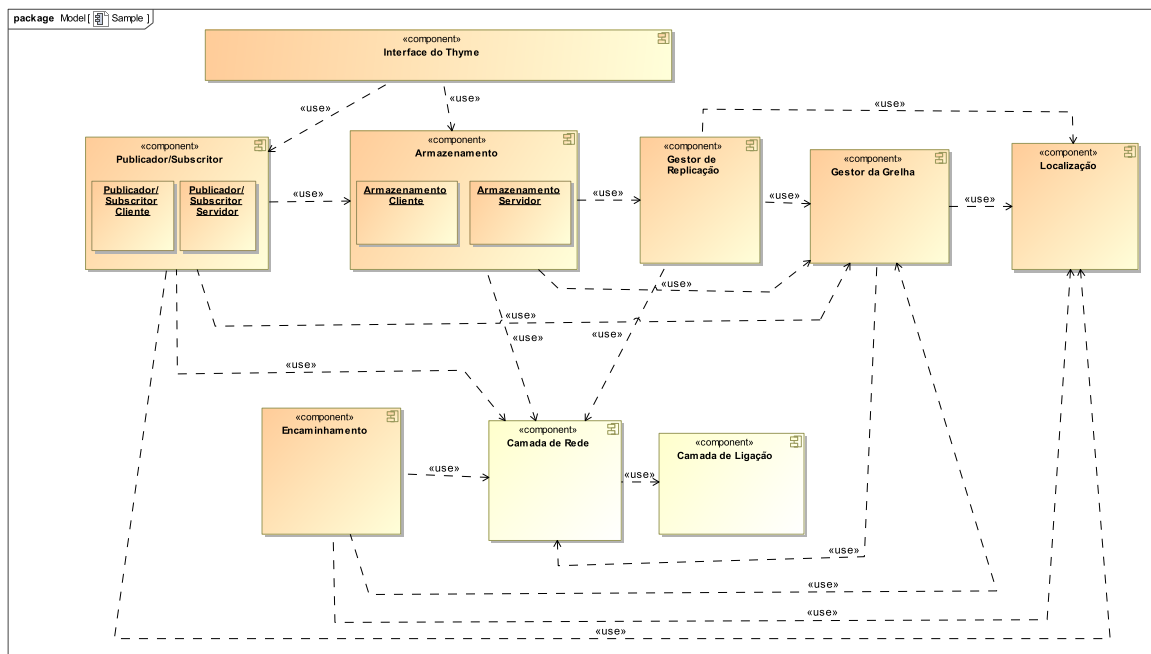 package Model [ Sample ]
«component»
Interface do Thyme
«use»
«use»
«use»
«component»
Publicador/Subscritor
Publicador/
Subscritor
Cliente
Publicador/
Subscritor
Servidor
«use»
«component»
Armazenamento
Armazenamento
Cliente
Armazenamento
Servidor
«use»
«component»
Gestor de
Replicação
«use»
«component»
Gestor da Grelha
«use»
«component»
Localização
«use»
«use»
«use»
«use»
«use»
«component»
Encaminhamento
«use»
«component»
Camada de Rede
«use»
«component»
Camada de Ligação
«use»
«use»
«use»
«use»